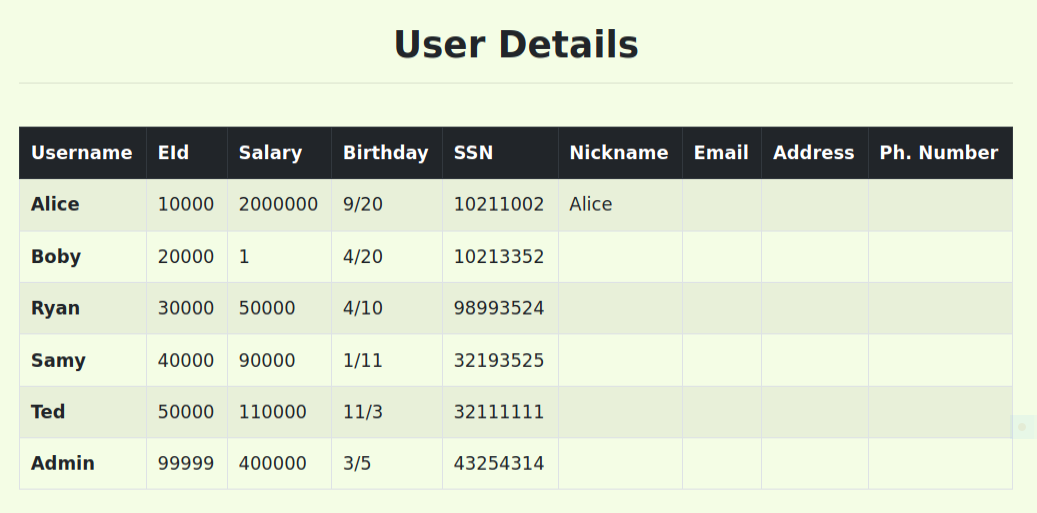 User Details
Username EId Salary Birthday SSN Nickname Email Address Ph. Number
Alice 10000 2000000 9/20 10211002 Alice
Boby 20000 1 4/20 10213352
Ryan 30000 50000 4/10 98993524
Samy 40000 90000 1/11 32193525
Ted 50000 110000 11/3 32111111
Admin 99999 400000 3/5 43254314